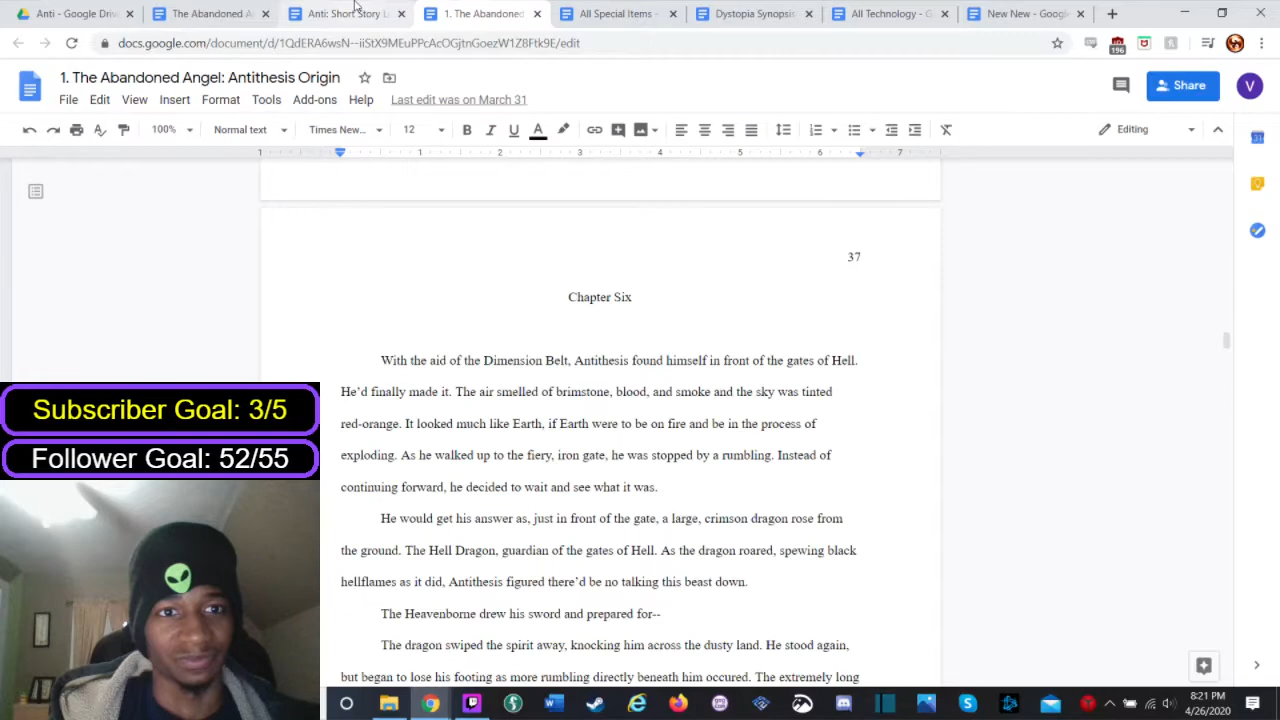 Anti - Google Driv
The Abandoned A
Anti: Short Story L
1. The Abandoned
All Special Items -
Dystopia Synopsis
All Technology - G
New New - Google
docs.google.com/document/d/1QdERA6wsN--iiStX9MEuPPcAcOGjtnGoezW1Z8Ftk9E/edit
196
1. The Abandoned Angel: Antithesis Origin
File Edit View Insert Format Tools Add-ons Help Last edit was on March 31
Share
V
100% Normal text Times New... 12 Editing
1 1 2 3 4 5 6 7
37
Chapter Six
With the aid of the Dimension Belt, Antithesis found himself in front of the gates of Hell.
He'd finally made it. The air smelled of brimstone, blood, and smoke and the sky was tinted
red-orange. It looked much like Earth, if Earth were to be on fire and be in the process of
exploding. As he walked up to the fiery, iron gate, he was stopped by a rumbling. Instead of
continuing forward, he decided to wait and see what it was.
He would get his answer as, just in front of the gate, a large, crimson dragon rose from
the ground. The Hell Dragon, guardian of the gates of Hell. As the dragon roared, spewing black
hellflames as it did, Antithesis figured there'd be no talking this beast down.
The Heavenborne drew his sword and prepared for--
The dragon swiped the spirit away, knocking him across the dusty land. He stood again,
but began to lose his footing as more rumbling directly beneath him occured. The extremely long
Subscriber Goal: 3/5
Follower Goal: 52/55
8:21 PM
4/26/2020